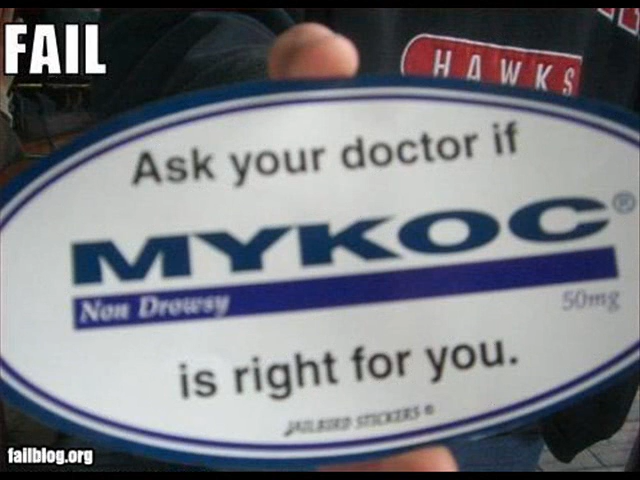 FAIL
HAWKS
Ask your doctor if
MYKOC®
Non Drowsy
50mg
is right for you.
JAILBIRD STICKERS ©
failblog.org